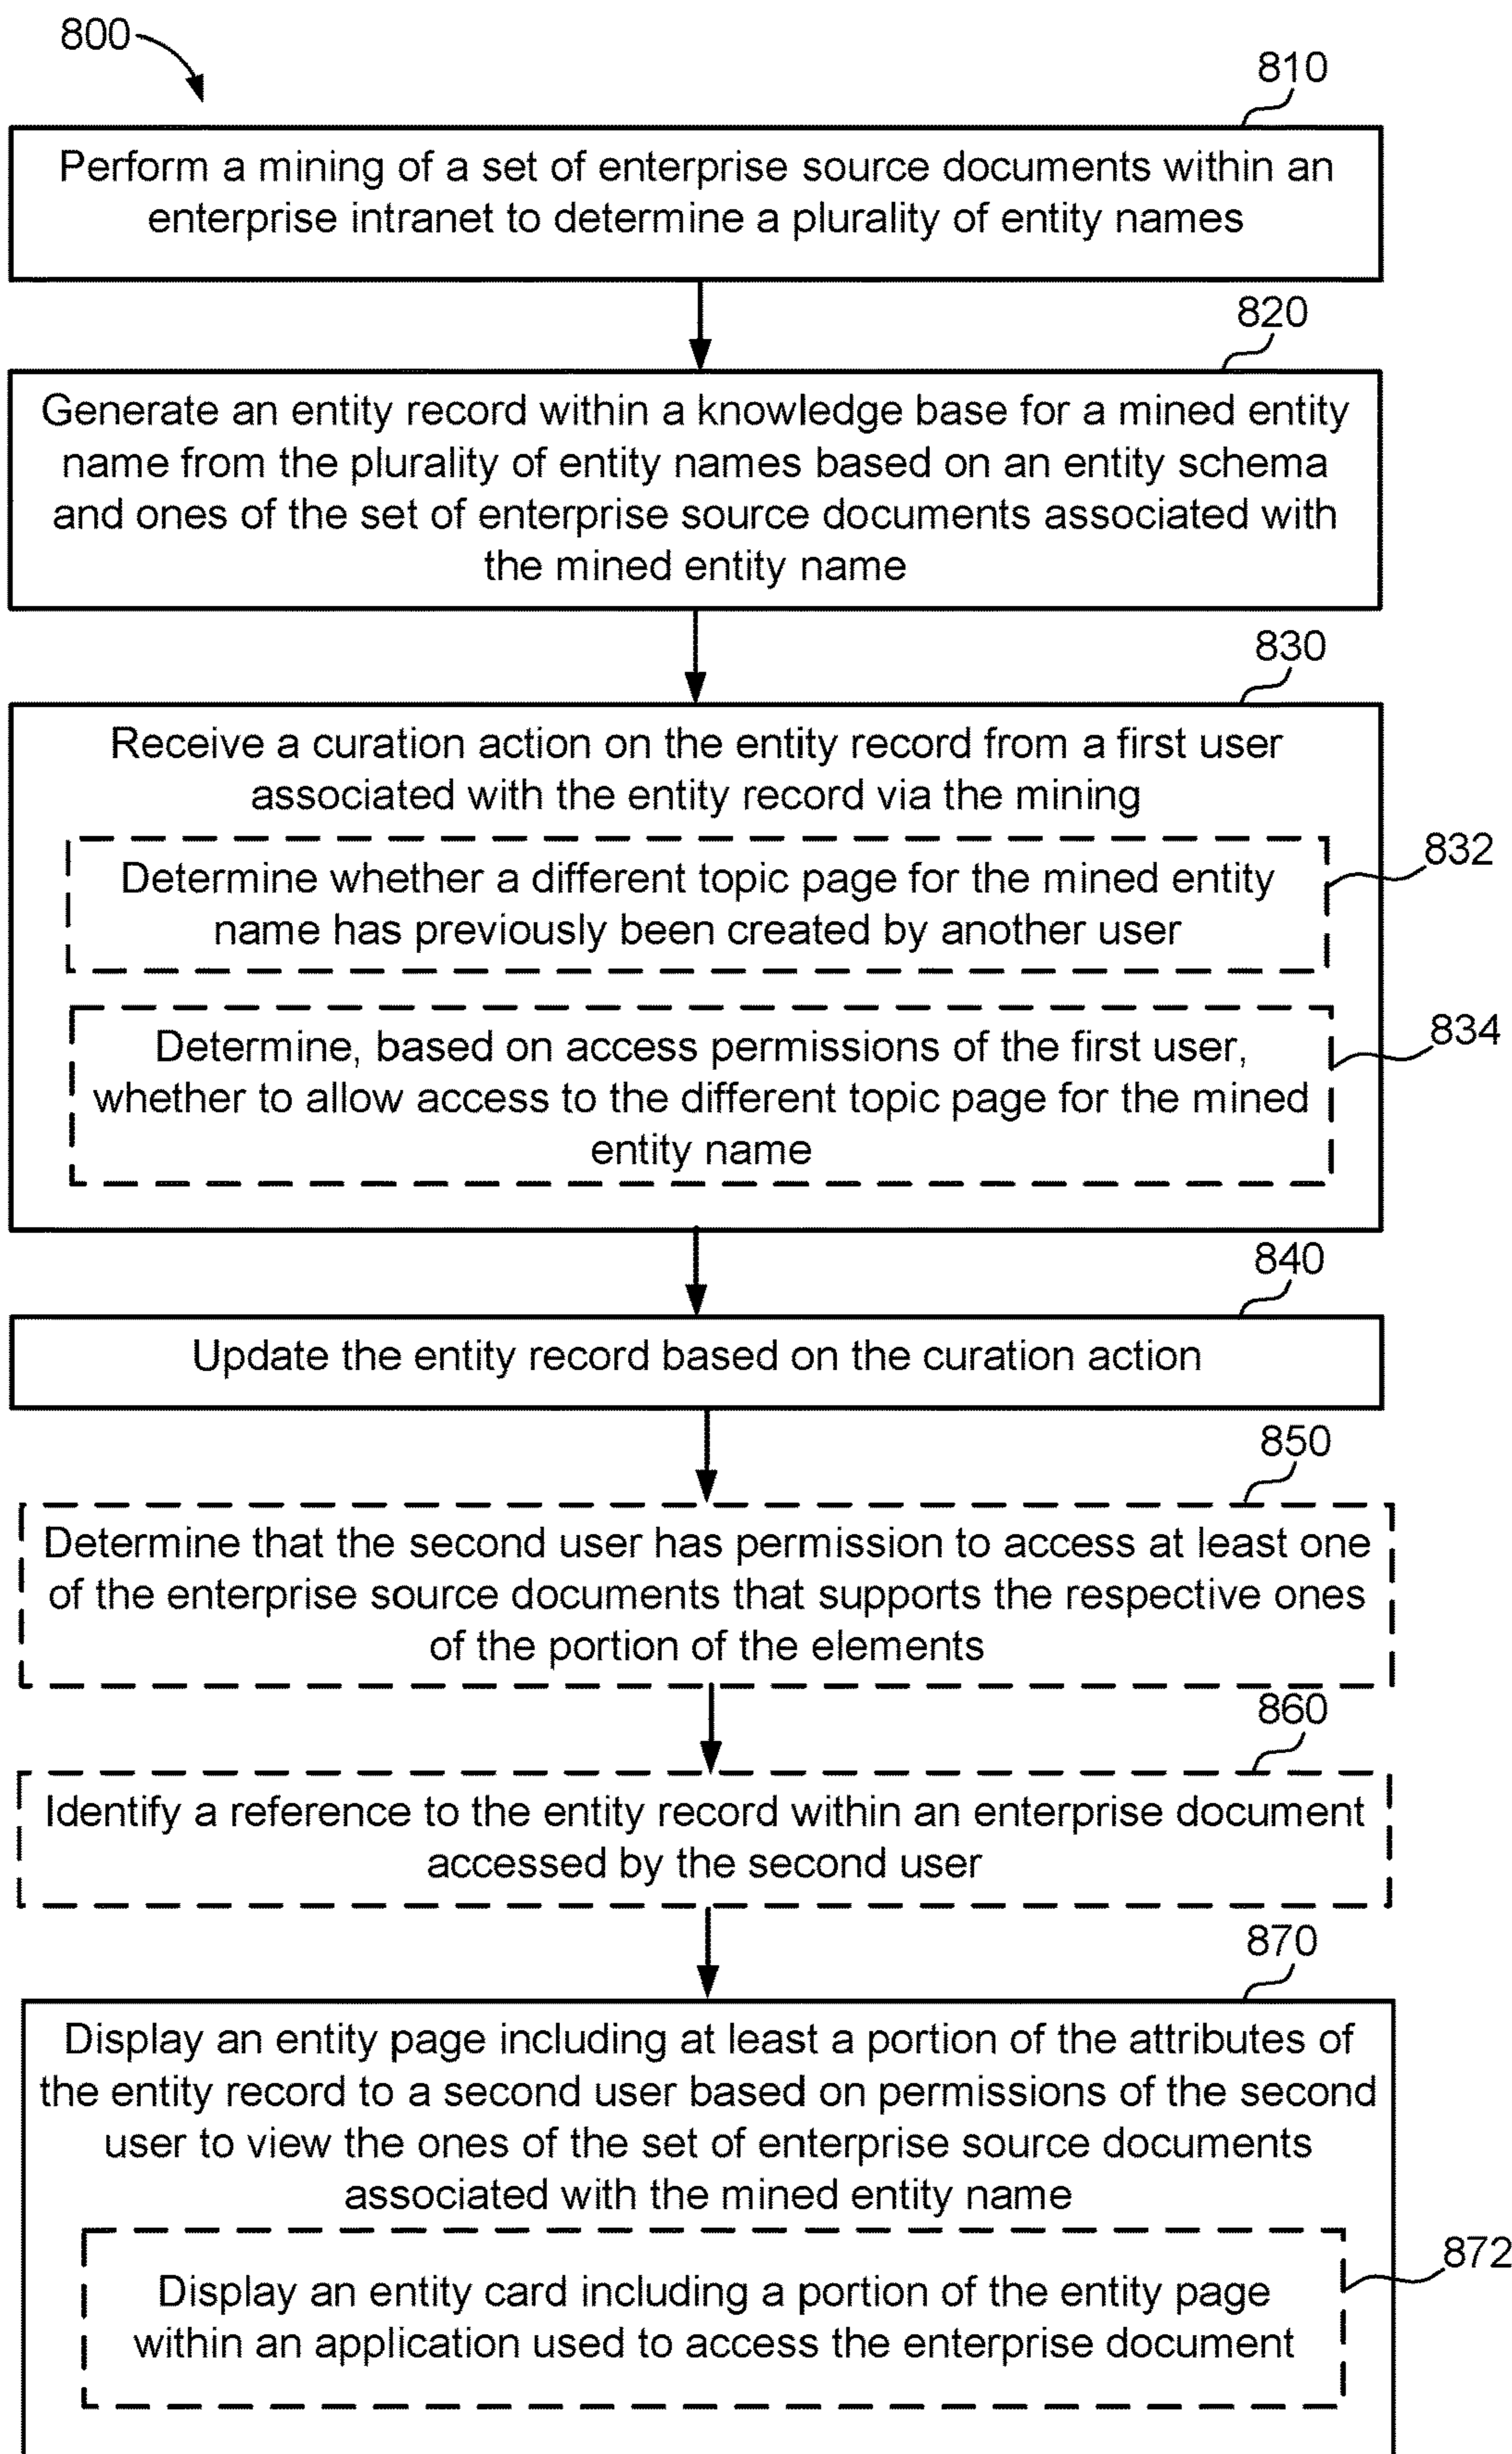 800
810
Perform a mining of a set of enterprise source documents within an
enterprise intranet to determine a plurality of entity names
820
Generate an entity record within a knowledge base for a mined entity
name from the plurality of entity names based on an entity schema
and ones of the set of enterprise source documents associated with
the mined entity name
830
Receive a curation action on the entity record from a first user
associated with the entity record via the mining
832
Determine whether a different topic page for the mined entity
name has previously been created by another user
834
Determine, based on access permissions of the first user,
whether to allow access to the different topic page for the mined
entity name
840
Update the entity record based on the curation action
850
Determine that the second user has permission to access at least one
of the enterprise source documents that supports the respective ones
of the portion of the elements
860
Identify a reference to the entity record within an enterprise document
accessed by the second user
870
Display an entity page including at least a portion of the attributes of
the entity record to a second user based on permissions of the second
user to view the ones of the set of enterprise source documents
associated with the mined entity name
872
Display an entity card including a portion of the entity page
within an application used to access the enterprise document